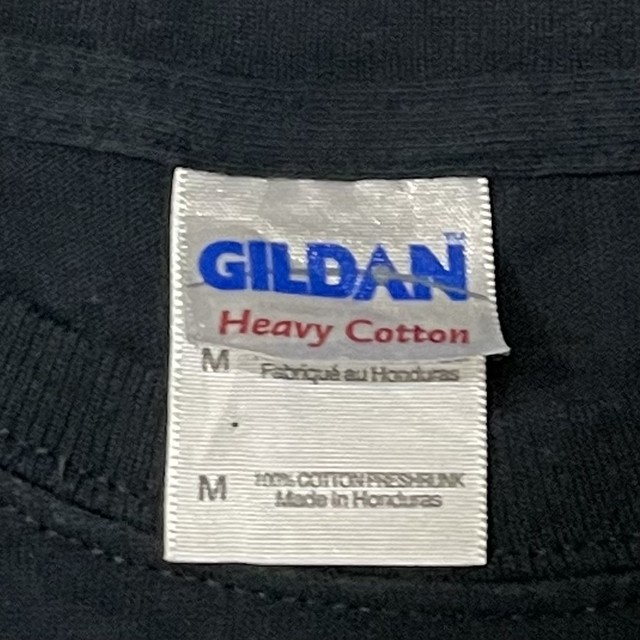 GILDAN™
Heavy Cotton
M Fabriqué au Honduras
M 100% COTTON PRESHRUNK
Made in Honduras